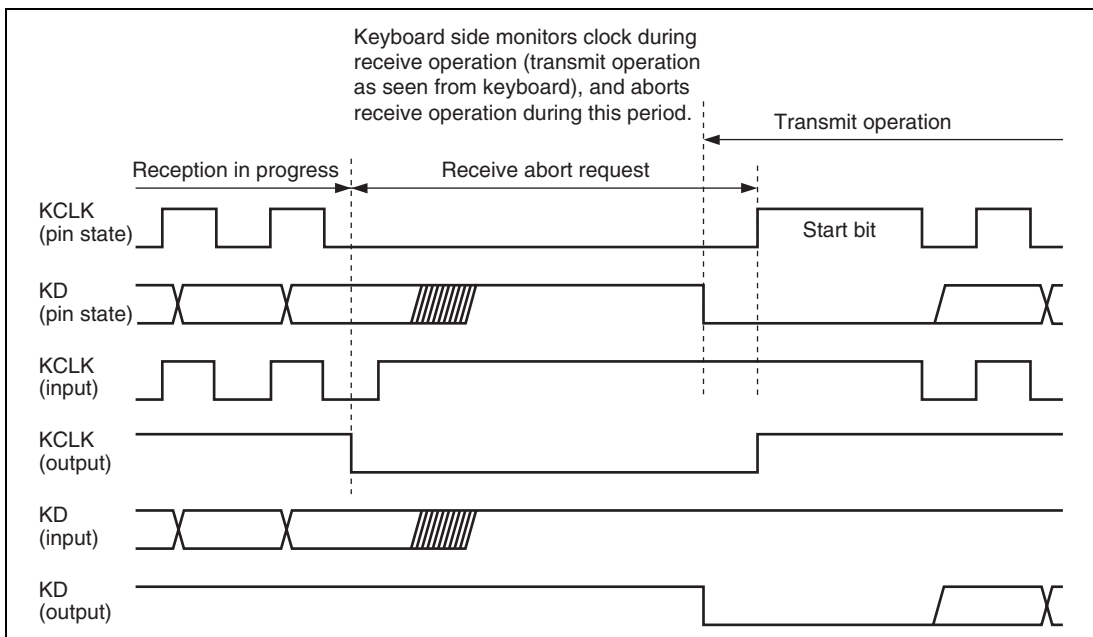 Keyboard side monitors clock during
receive operation (transmit operation
as seen from keyboard), and aborts
receive operation during this period.
Transmit operation
Reception in progress
Receive abort request
KCLK
(pin state)
Start bit
KD
(pin state)
KCLK
(input)
KCLK
(output)
KD
(input)
KD
(output)